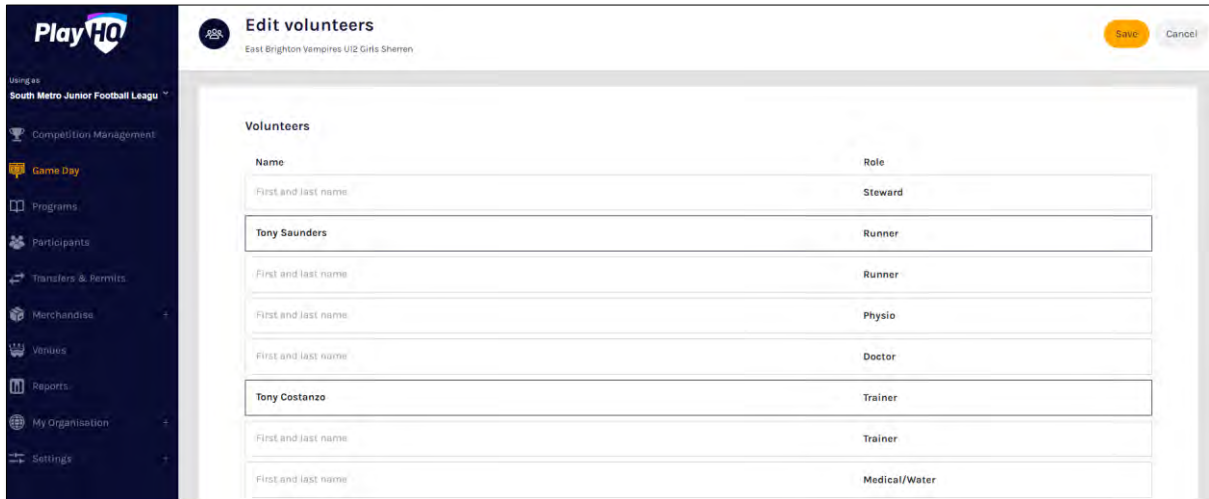 PlayHQ
Edit volunteers
East Brighton Vampires U12 Girls Sherren
Save
Cancel
Using as
South Metro Junior Football Leagu
Competition Management
Game Day
Programs
Participants
Transfers & Permits
Merchandise +
Venues
Reports
My Organisation +
Settings +
Volunteers
Name Role
First and last name Steward
Tony Saunders Runner
First and last name Runner
First and last name Physio
First and last name Doctor
Tony Costanzo Trainer
First and last name Trainer
First and last name Medical/Water